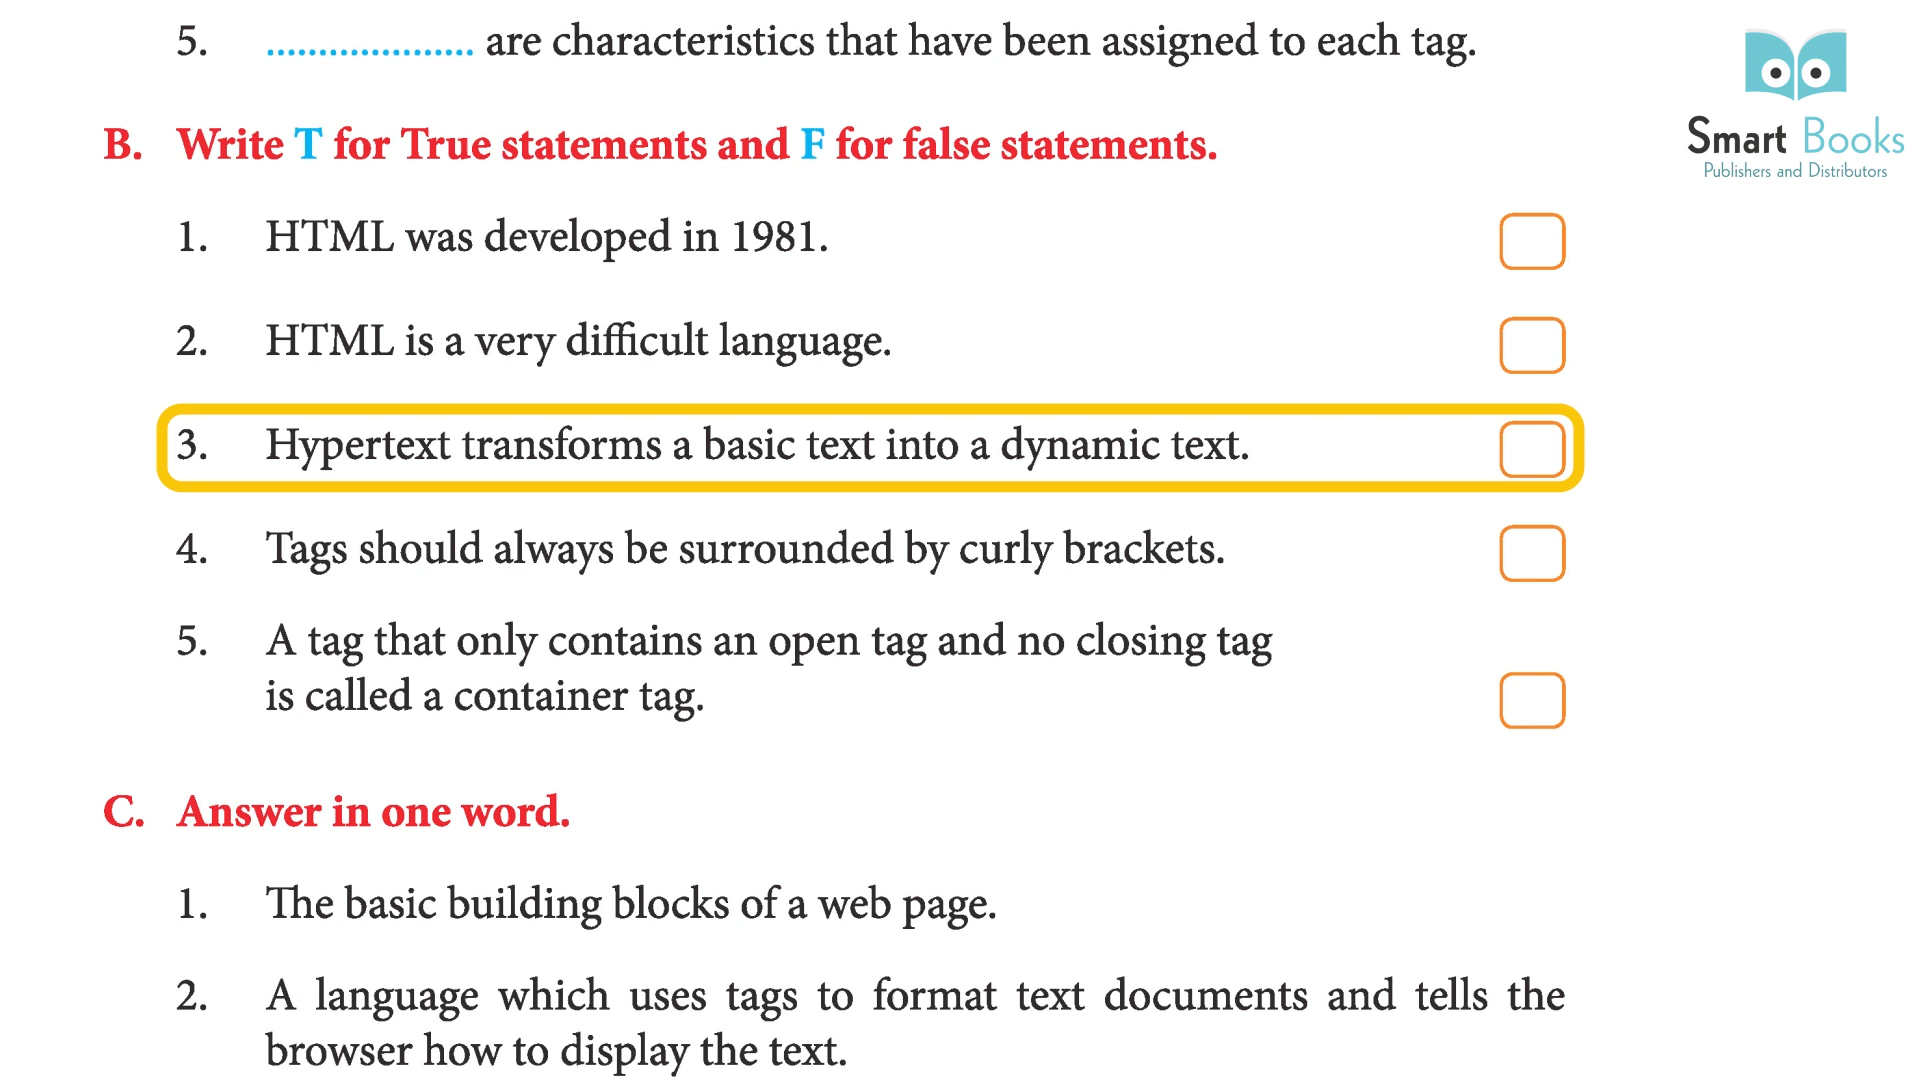 5. .................... are characteristics that have been assigned to each tag.
Smart Books
Publishers and Distributors
B. Write T for True statements and F for false statements.
1. HTML was developed in 1981.
2. HTML is a very difficult language.
3. Hypertext transforms a basic text into a dynamic text.
4. Tags should always be surrounded by curly brackets.
5. A tag that only contains an open tag and no closing tag
is called a container tag.
C. Answer in one word.
1. The basic building blocks of a web page.
2. A language which uses tags to format text documents and tells the
browser how to display the text.